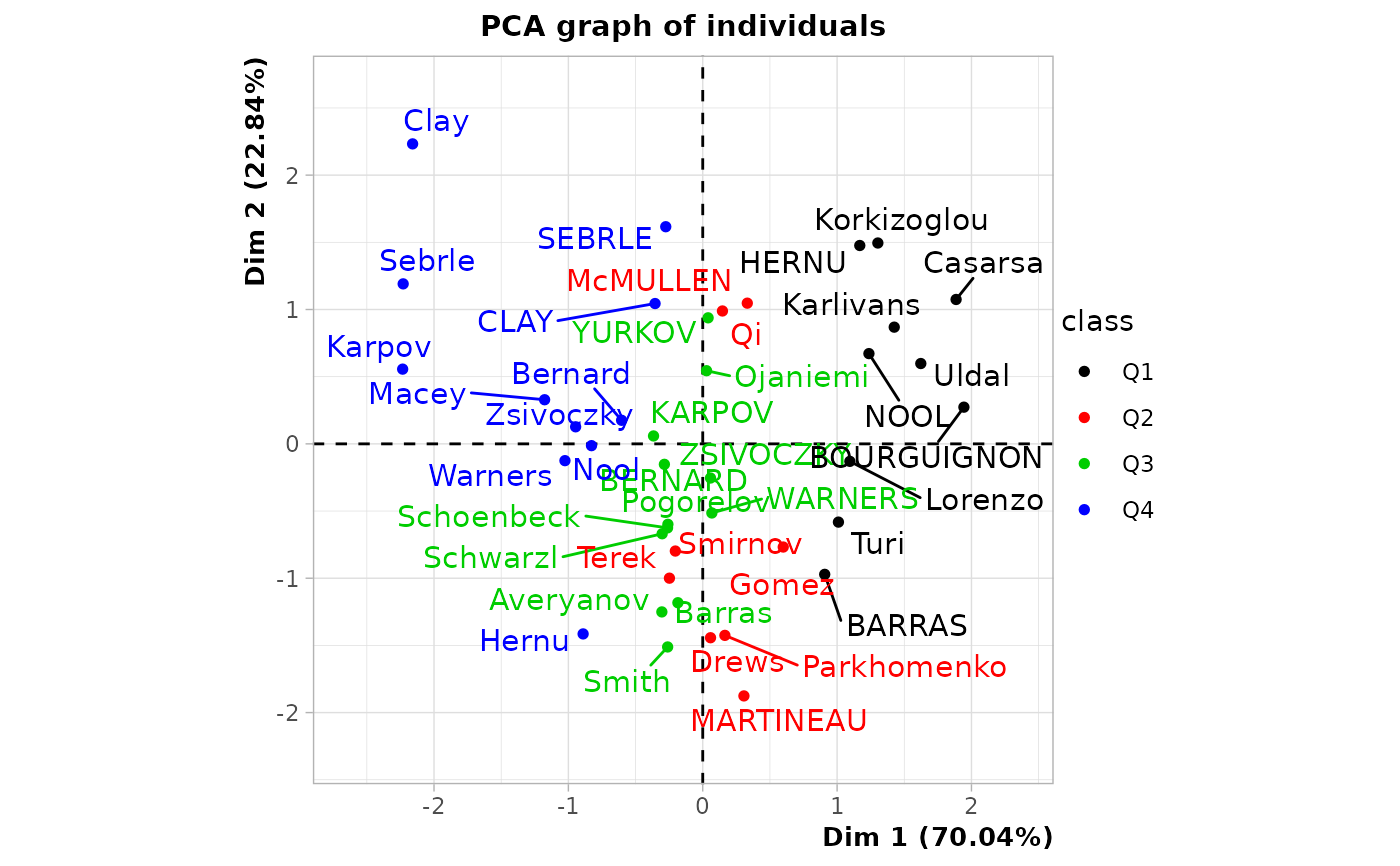 PCA graph of individuals
Dim 2 (22.84%)
Clay
2
Korkizoglou
SEBRLE
HERNU
Casarsa
Sebrle
McMULLEN
Karlivans
1
CLAY
YURKOV
Qi
class
Karpov
Bernard
Ojaniemi
Uldal
Q1
Macey
Zsivoczky
KARPOV
NOOL
Q2
0
ZSIVOCZKY
BOURGUIGNON
Q3
Warners
Nool
BERNARD
Pogorelov
WARNERS
Lorenzo
Q4
Schoenbeck
Schwarzl
Terek
Smirnov
Turi
-1
Gomez
Averyanov
Barras
BARRAS
Hernu
Drews
Parkhomenko
Smith
-2
MARTINEAU
-2
-1
0
1
2
Dim 1 (70.04%)